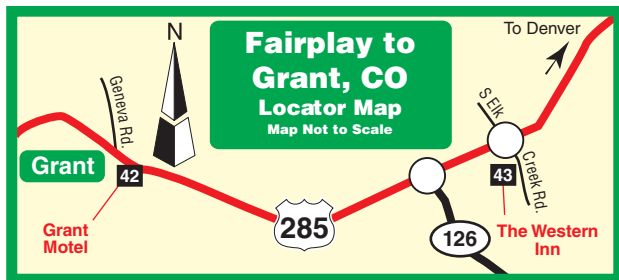 Fairplay to
Grant, CO
Locator Map
Map Not to Scale
N
To Denver
Geneva Rd.
S Elk
Creek Rd.
Grant
42
43
Grant
Motel
285
126
The Western
Inn